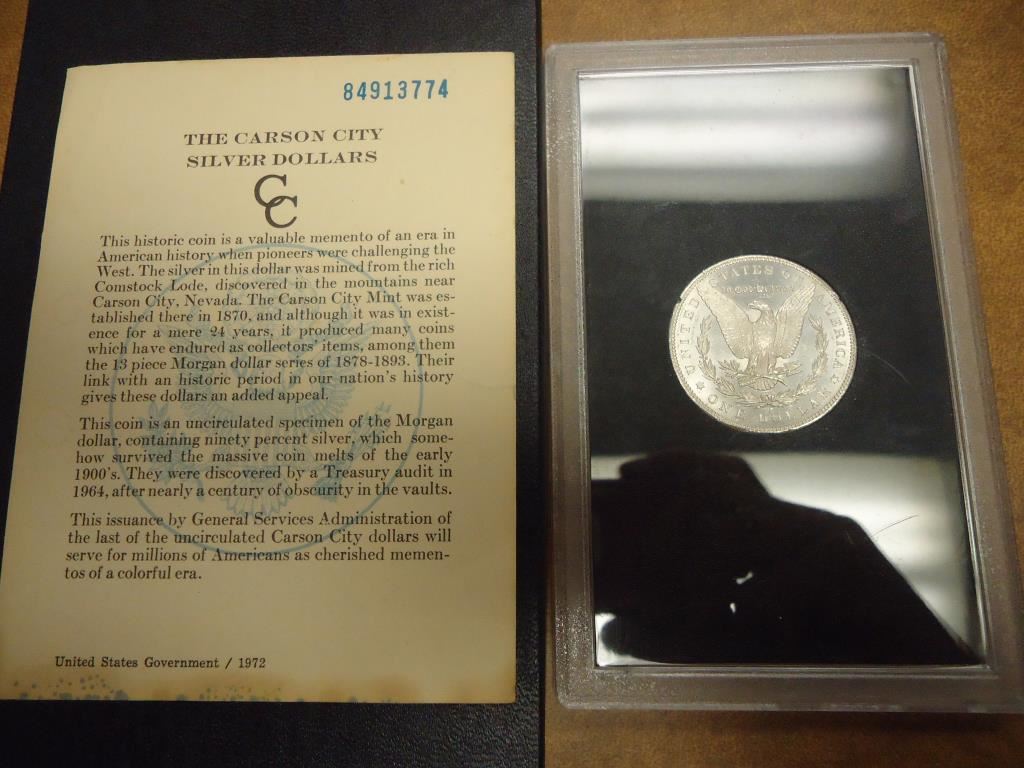 84913774
THE CARSON CITY
SILVER DOLLARS
CC
This historic coin is a valuable memento of an era in
American history when pioneers were challenging the
West. The silver in this dollar was mined from the rich
Comstock Lode, discovered in the mountains near
Carson City, Nevada. The Carson City Mint was es-
tablished there in 1870, and although it was in exist-
ence for a mere 24 years, it produced many coins
which have endured as collectors' items, among them
the 13 piece Morgan dollar series of 1878-1893. Their
link with an historic period in our nation's history
gives these dollars an added appeal.
This coin is an uncirculated specimen of the Morgan
dollar, containing ninety percent silver, which some-
how survived the massive coin melts of the early
1900's. They were discovered by a Treasury audit in
1964, after nearly a century of obscurity in the vaults.
This issuance by General Services Administration of
the last of the uncirculated Carson City dollars will
serve for millions of Americans as cherished memen-
tos of a colorful era.
United States Government / 1972
UNITED STATES OF AMERICA
In God We Trust
ONE DOLLAR